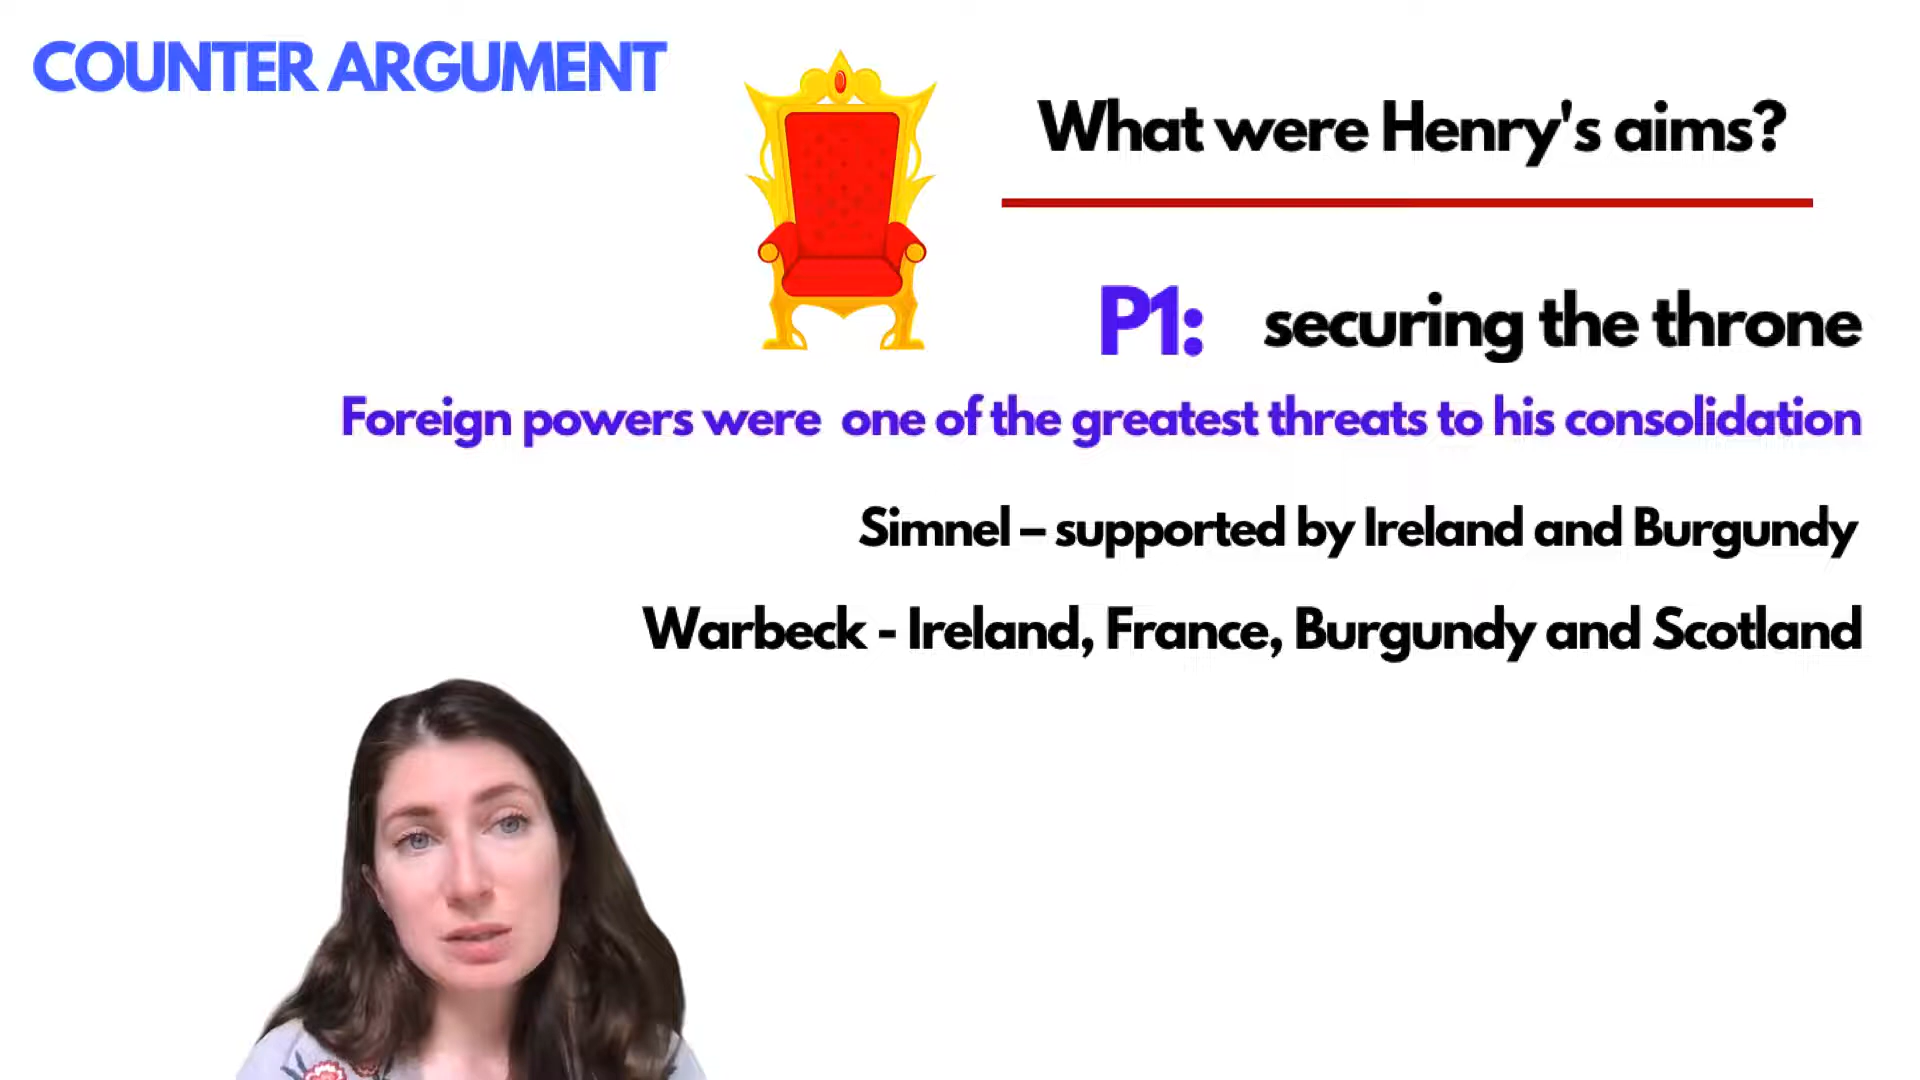 COUNTER ARGUMENT
What were Henry's aims?
P1: securing the throne
Foreign powers were one of the greatest threats to his consolidation
Simnel – supported by Ireland and Burgundy
Warbeck - Ireland, France, Burgundy and Scotland